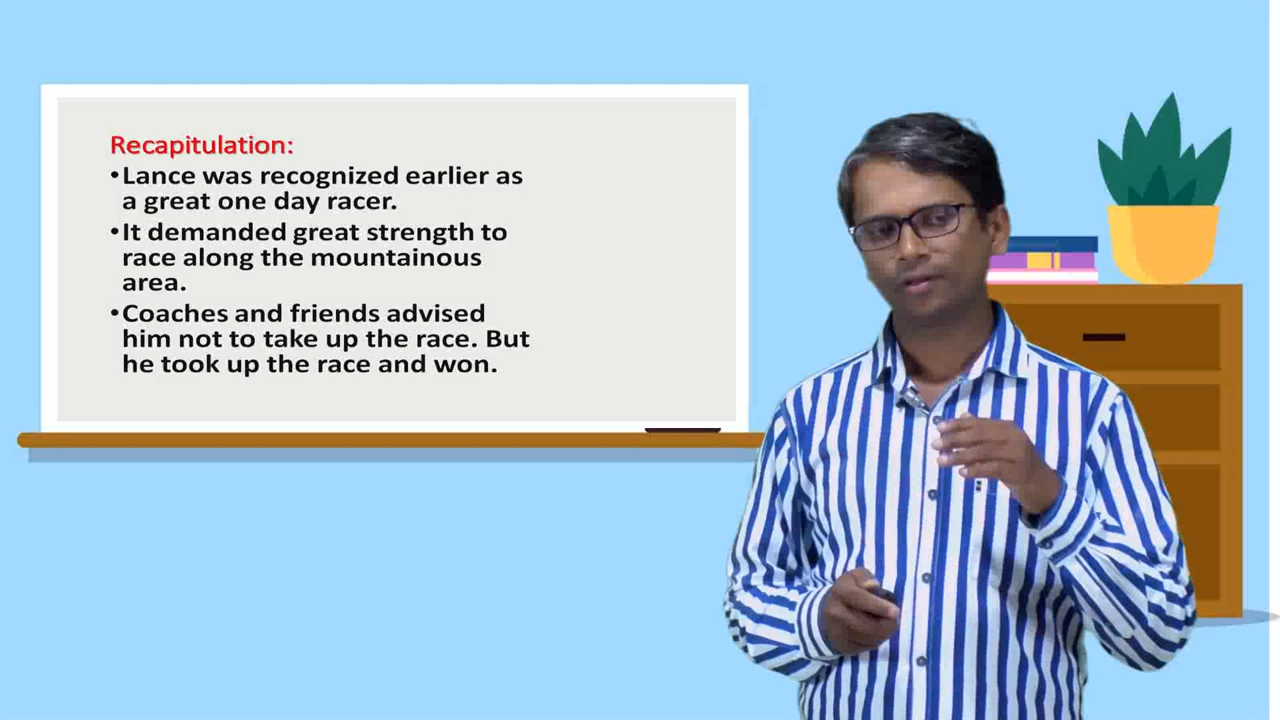 Recapitulation:
•Lance was recognized earlier as
a great one day racer.
•It demanded great strength to
race along the mountainous
area.
•Coaches and friends advised
him not to take up the race. But
he took up the race and won.